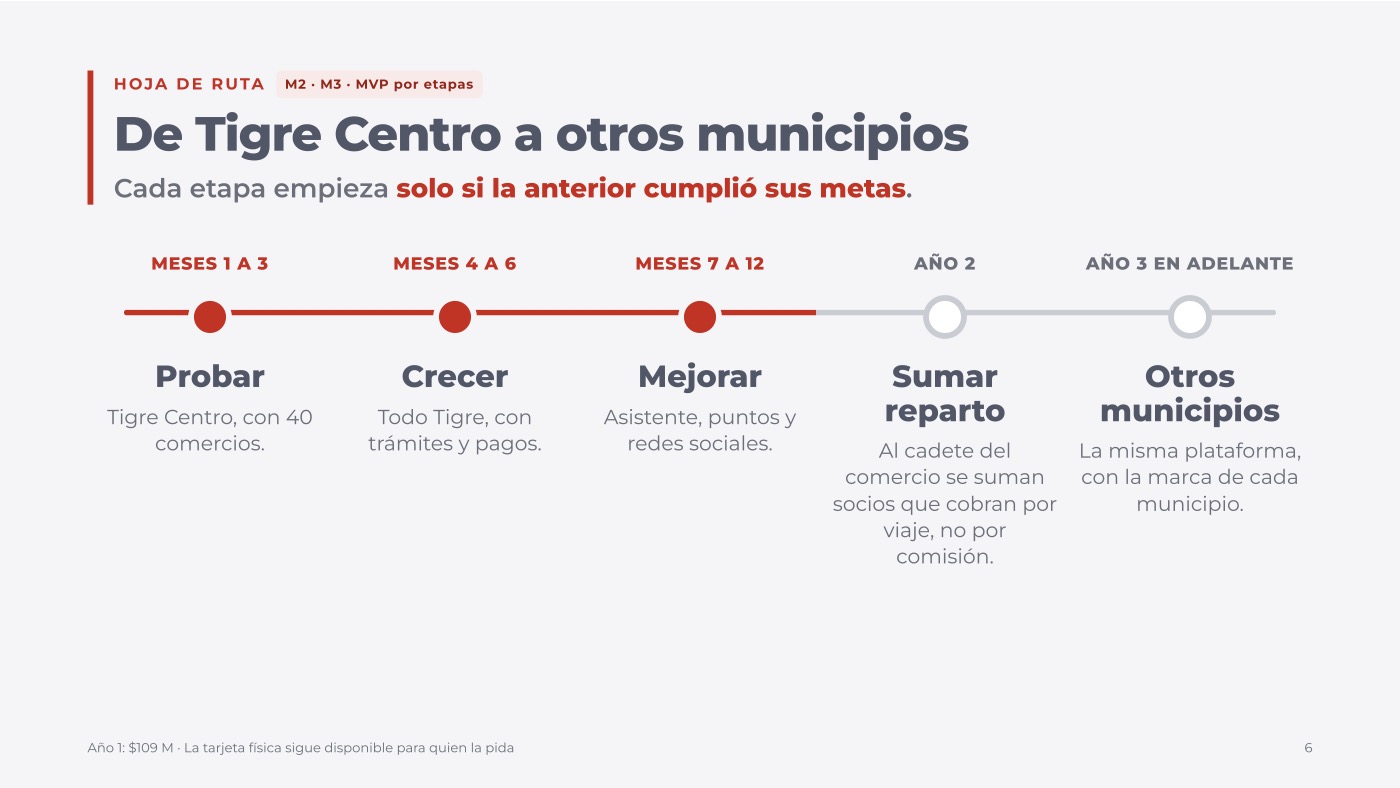 HOJA DE RUTA M2 · M3 · MVP por etapas
De Tigre Centro a otros municipios
Cada etapa empieza solo si la anterior cumplió sus metas.
MESES 1 A 3
Probar
Tigre Centro, con 40
comercios.
MESES 4 A 6
Crecer
Todo Tigre, con
trámites y pagos.
MESES 7 A 12
Mejorar
Asistente, puntos y
redes sociales.
AÑO 2
Sumar
reparto
Al cadete del
comercio se suman
socios que cobran por
viaje, no por
comisión.
AÑO 3 EN ADELANTE
Otros
municipios
La misma plataforma,
con la marca de cada
municipio.
Año 1: $109 M · La tarjeta física sigue disponible para quien la pida
6